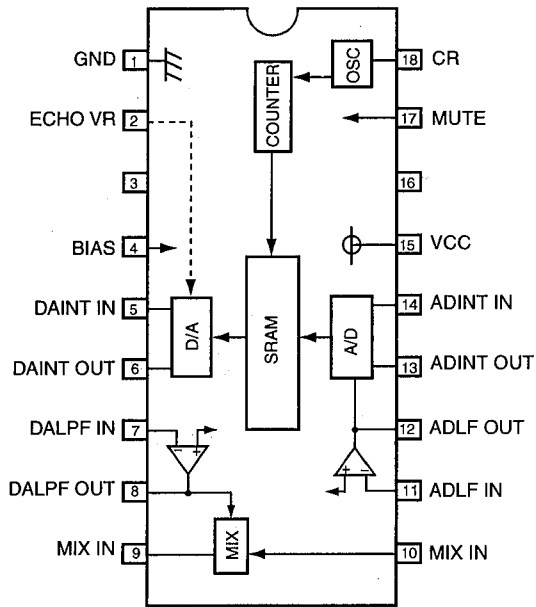 GND 1
ECHO VR 2
3
BIAS 4
DAINT IN 5
DAINT OUT 6
DALPF IN 7
DALPF OUT 8
MIX IN 9
COUNTER
OSC
D/A
SRAM
A/D
- +
+ -
MIX
18 CR
17 MUTE
16
15 VCC
14 ADINT IN
13 ADINT OUT
12 ADLF OUT
11 ADLF IN
10 MIX IN